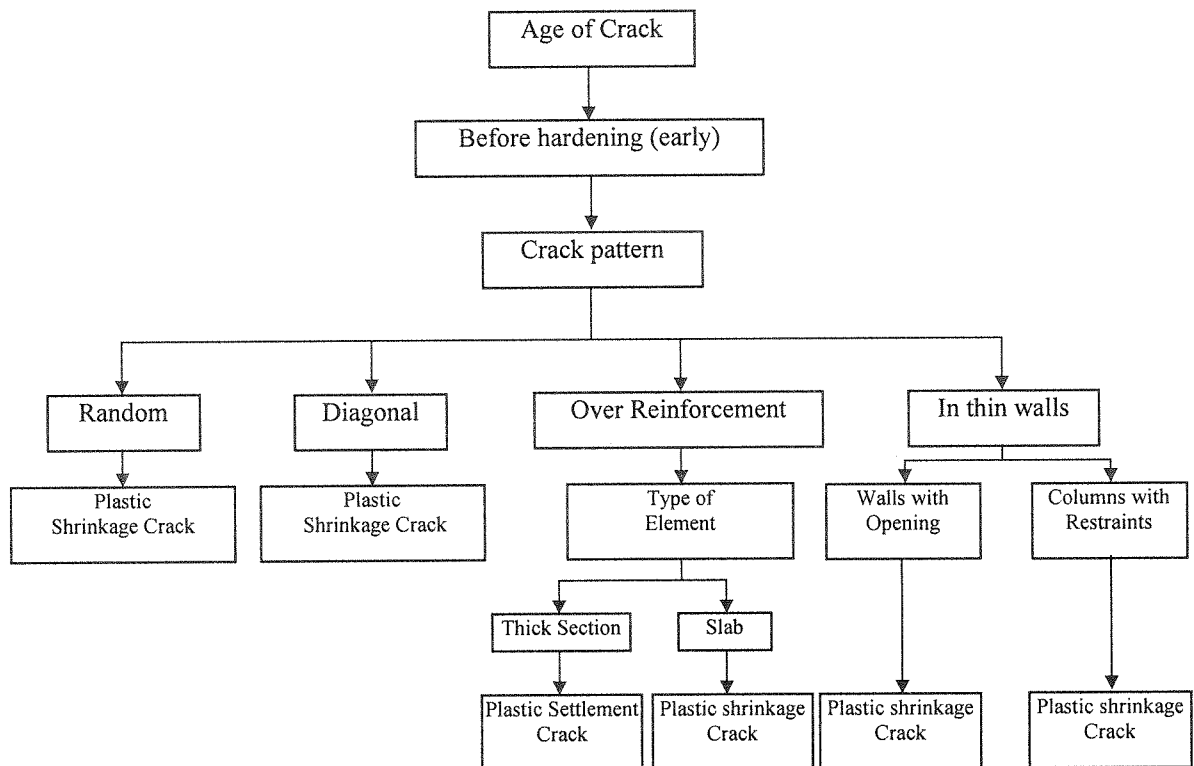 Age of Crack
Before hardening (early)
Crack pattern
Random
Diagonal
Over Reinforcement
In thin walls
Plastic
Shrinkage Crack
Plastic
Shrinkage Crack
Type of
Element
Walls with
Opening
Columns with
Restraints
Thick Section
Slab
Plastic Settlement
Crack
Plastic shrinkage
Crack
Plastic shrinkage
Crack
Plastic shrinkage
Crack